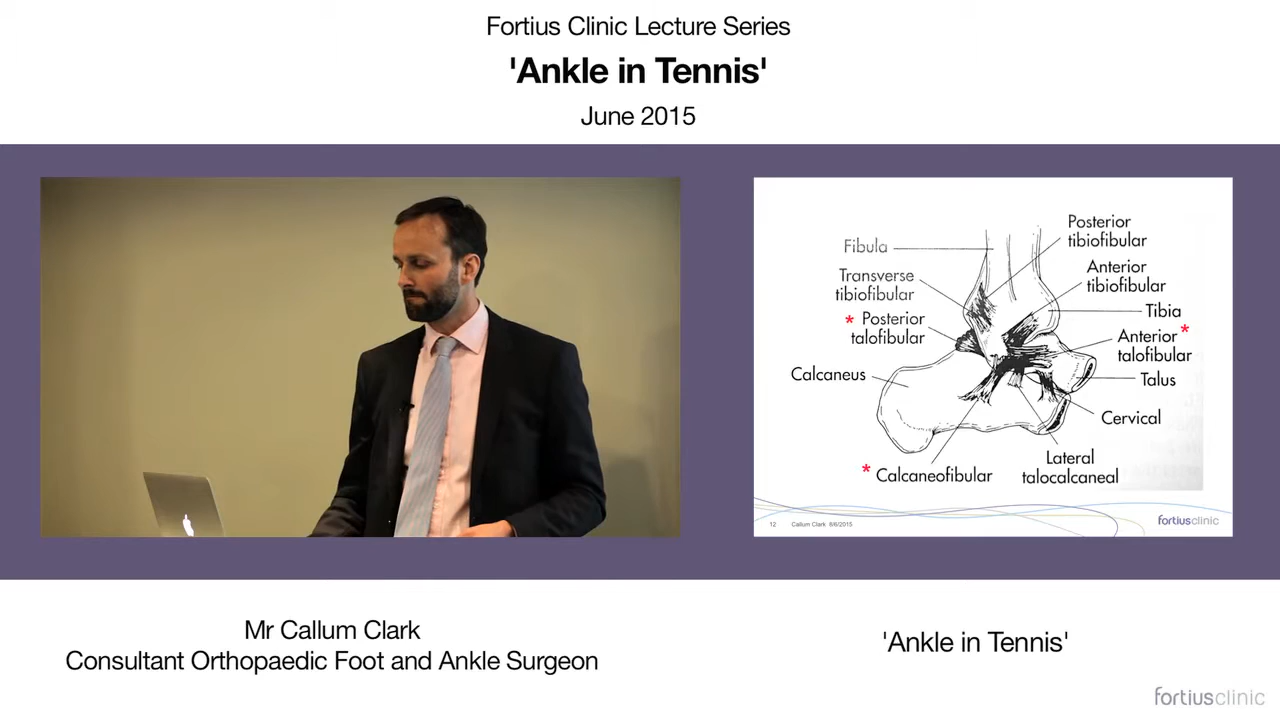 Fortius Clinic Lecture Series
'Ankle in Tennis'
June 2015
Fibula
Transverse
tibiofibular
* Posterior
talofibular
Calcaneus
* Calcaneofibular
Posterior
tibiofibular
Anterior
tibiofibular
Tibia
Anterior *
talofibular
Talus
Cervical
Lateral
talocalcaneal
12 Callum Clark 8/6/2015
fortiusclinic
Mr Callum Clark
Consultant Orthopaedic Foot and Ankle Surgeon
'Ankle in Tennis'
fortiusclinic